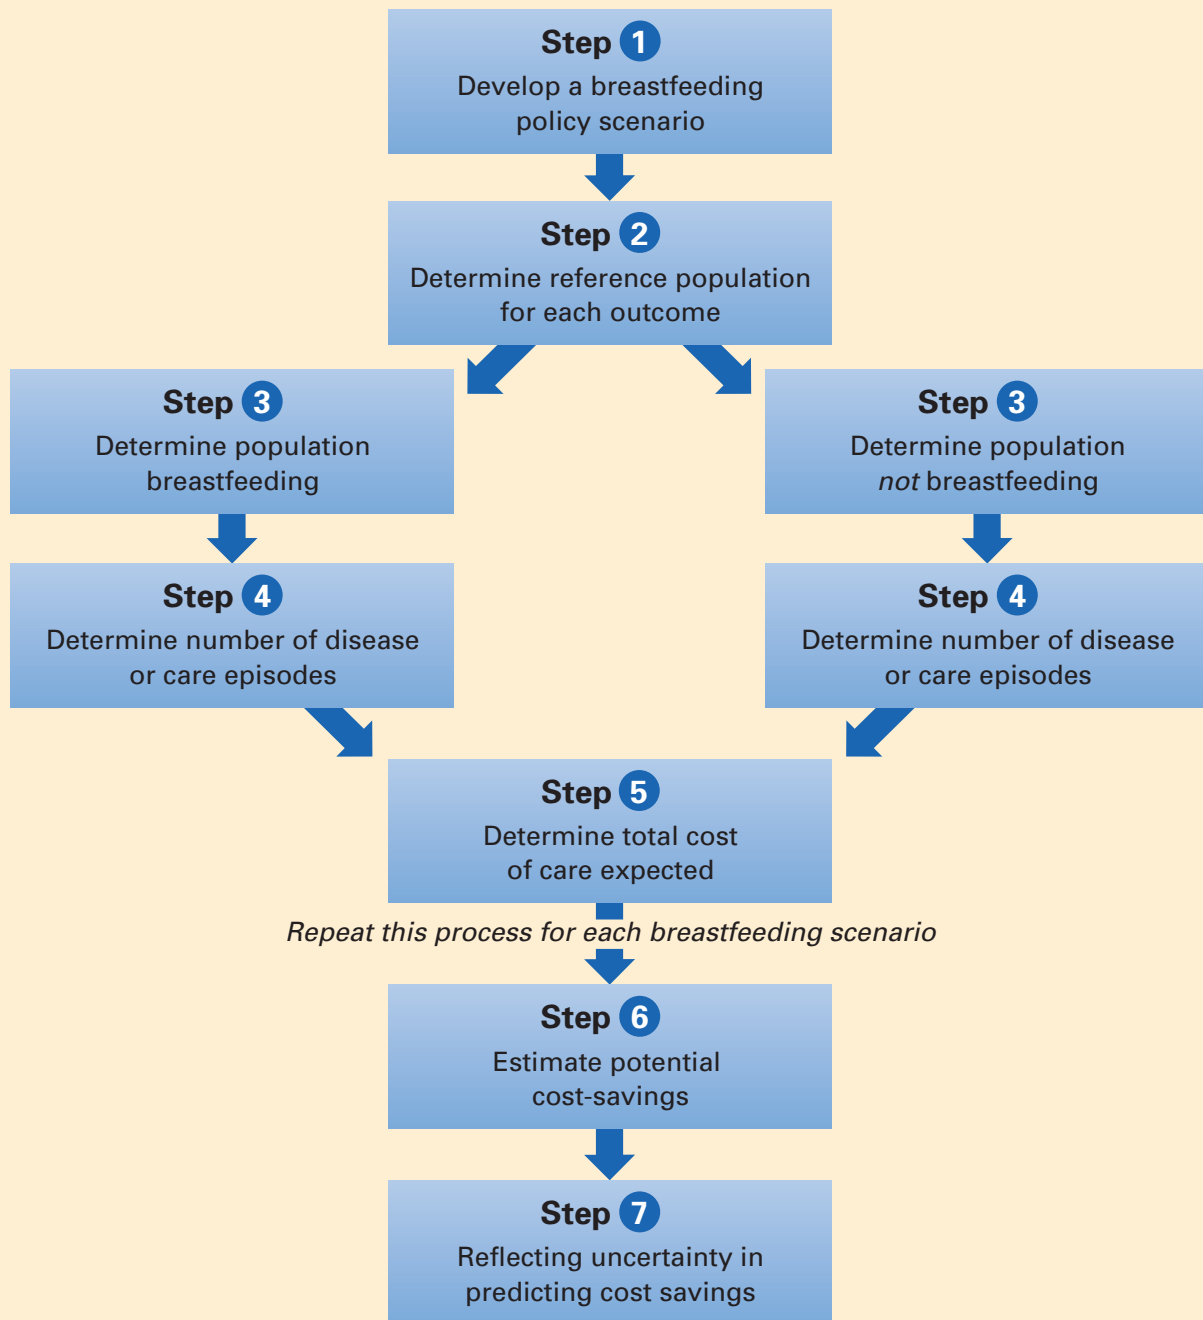 Step 1
Develop a breastfeeding
policy scenario
Step 2
Determine reference population
for each outcome
Step 3
Determine population
breastfeeding
Step 3
Determine population
not breastfeeding
Step 4
Determine number of disease
or care episodes
Step 4
Determine number of disease
or care episodes
Step 5
Determine total cost
of care expected
Repeat this process for each breastfeeding scenario
Step 6
Estimate potential
cost-savings
Step 7
Reflecting uncertainty in
predicting cost savings